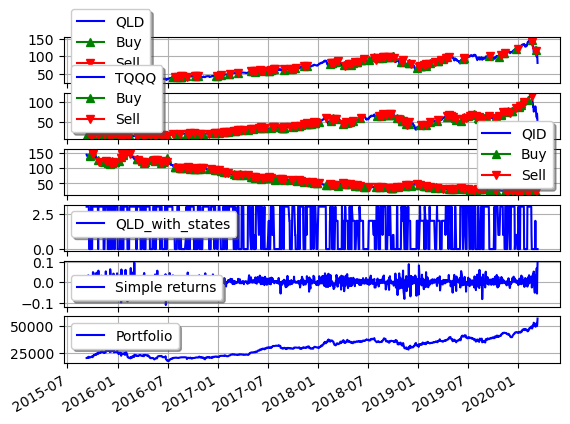 QLD
Buy
Sell
150
100
50
TQQQ
Buy
Sell
100
50
QID
Buy
Sell
150
100
50
QLD_with_states
2.5
0.0
Simple returns
0.1
0.0
−0.1
Portfolio
50000
25000
2015-07
2016-01
2016-07
2017-01
2017-07
2018-01
2018-07
2019-01
2019-07
2020-01